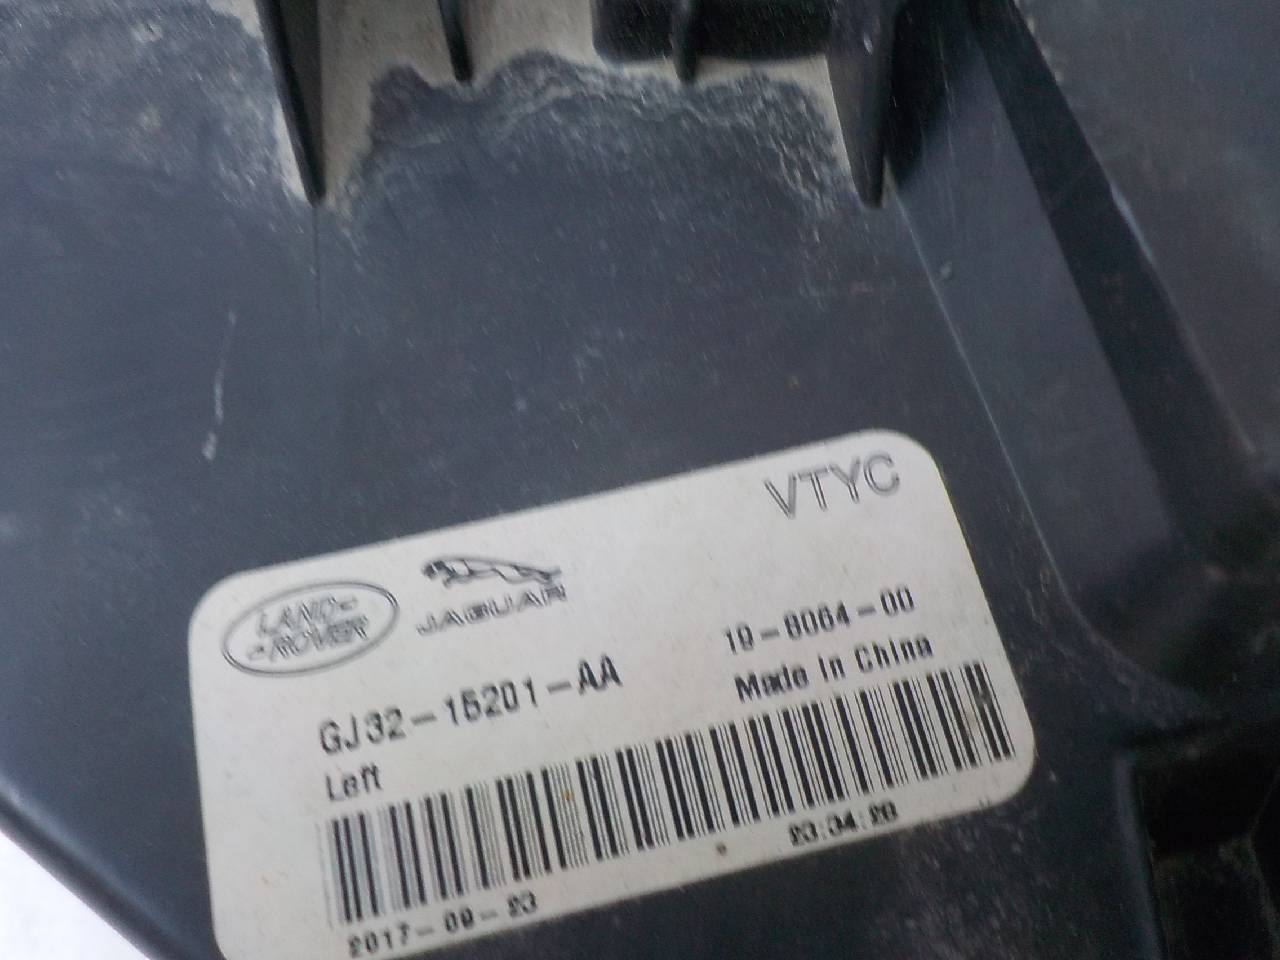 VTYC
LAND-
-ROVER
JAGUAR
GJ32-15201-AA
19-6064-00
Left
Made in China
2017-09-23
23:34:28